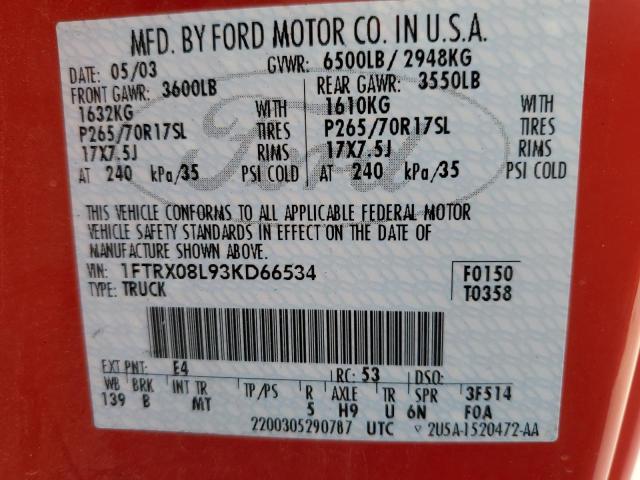 MFD. BY FORD MOTOR CO. IN U.S.A.
DATE: 05/03 GVWR: 6500LB/ 2948KG
FRONT GAWR: 3600LB REAR GAWR: 3550LB
1632KG WITH 1610KG WITH
P265/70R17SL TIRES P265/70R17SL TIRES
17X7.5J RIMS 17X7.5J RIMS
AT 240 kPa/35 PSI COLD AT 240 kPa/35 PSI COLD
Ford
THIS VEHICLE CONFORMS TO ALL APPLICABLE FEDERAL MOTOR
VEHICLE SAFETY STANDARDS IN EFFECT ON THE DATE OF
MANUFACTURE SHOWN ABOVE.
VIN: 1FTRX08L93KD66534 F0150
TYPE: TRUCK T0358
EXT PNT: E4 RC: 53 DSO:
WB BRK INT TR TP/PS R AXLE TR SPR 3F514
139 B MT 5 H9 U 6N F0A
2200305290787 UTC ▽ 2U5A-1520472-AA